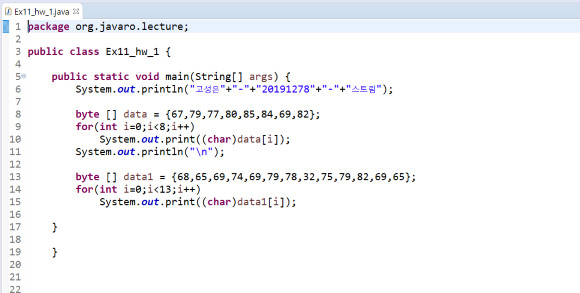 Ex11_hw_1.java
1 package org.javaro.lecture;
2
3 public class Ex11_hw_1 {
4
5 public static void main(String[] args) {
6 System.out.println("고성은"+"-"+"20191278"+"-"+"스트림");
7
8 byte [] data = {67,79,77,80,85,84,69,82};
9 for(int i=0;i<8;i++)
10 System.out.print((char)data[i]);
11 System.out.println("\n");
12
13 byte [] data1 = {68,65,69,74,69,79,78,32,75,79,82,69,65};
14 for(int i=0;i<13;i++)
15 System.out.print((char)data1[i]);
16
17 }
18
19 }
20
21
22